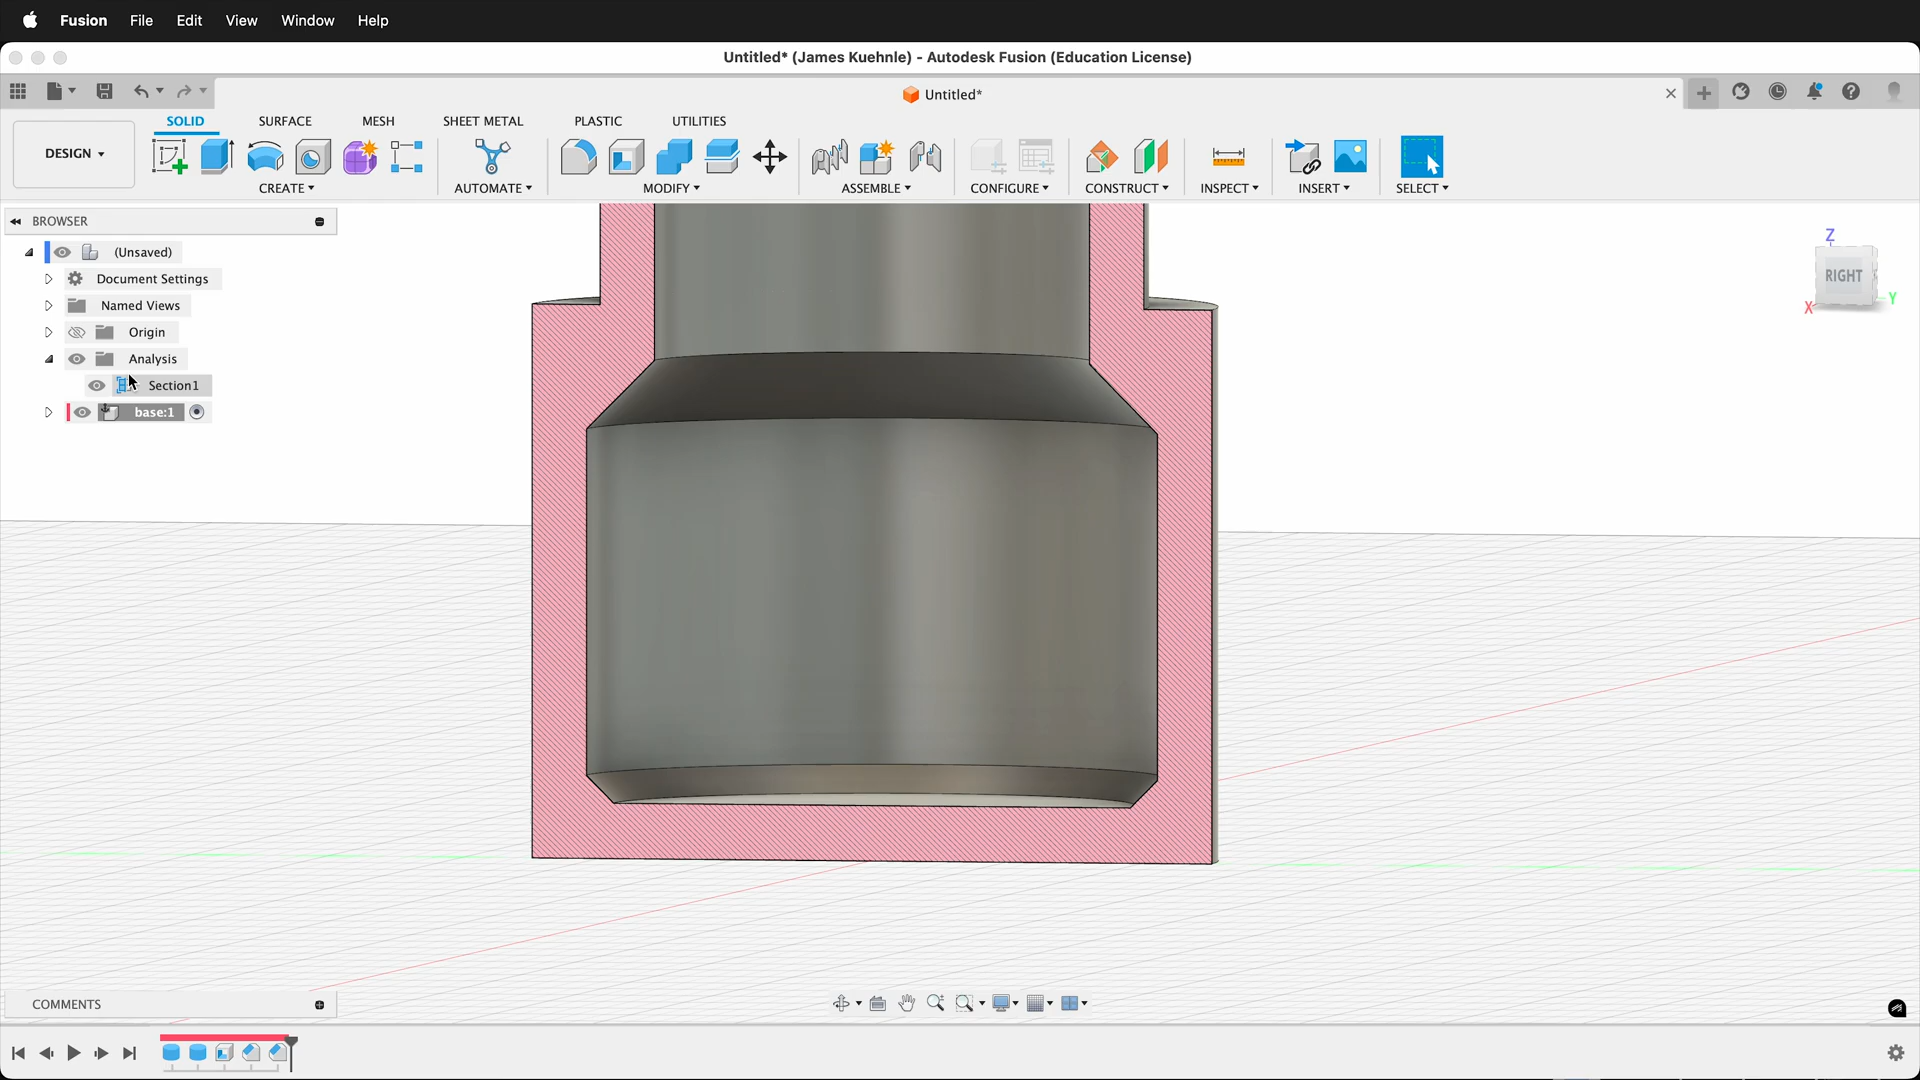 Fusion File Edit View Window Help
Untitled* (James Kuehnle) - Autodesk Fusion (Education License)
Untitled*
SOLID SURFACE MESH SHEET METAL PLASTIC UTILITIES
DESIGN
CREATE AUTOMATE MODIFY ASSEMBLE CONFIGURE CONSTRUCT INSPECT INSERT SELECT
BROWSER
(Unsaved)
Document Settings
Named Views
Origin
Analysis
Section1
base:1
Z
RIGHT
X
Y
COMMENTS